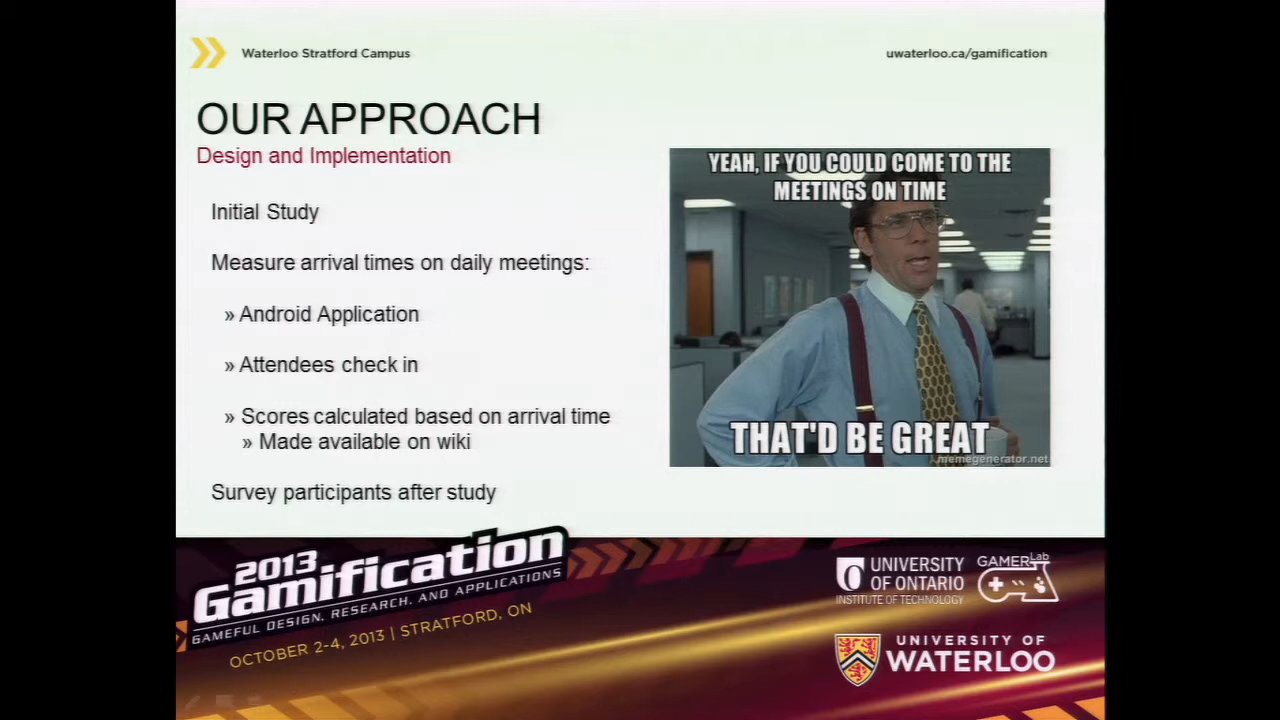 Waterloo Stratford Campus
uwaterloo.ca/gamification
OUR APPROACH
Design and Implementation
Initial Study
Measure arrival times on daily meetings:
» Android Application
» Attendees check in
» Scores calculated based on arrival time
» Made available on wiki
Survey participants after study
YEAH, IF YOU COULD COME TO THE
MEETINGS ON TIME
THAT'D BE GREAT
memegenerator.net
2013
Gamification
GAMEFUL DESIGN, RESEARCH, AND APPLICATIONS
OCTOBER 2-4, 2013 | STRATFORD, ON
UNIVERSITY
OF ONTARIO
INSTITUTE OF TECHNOLOGY
GAMER Lab
UNIVERSITY OF
WATERLOO